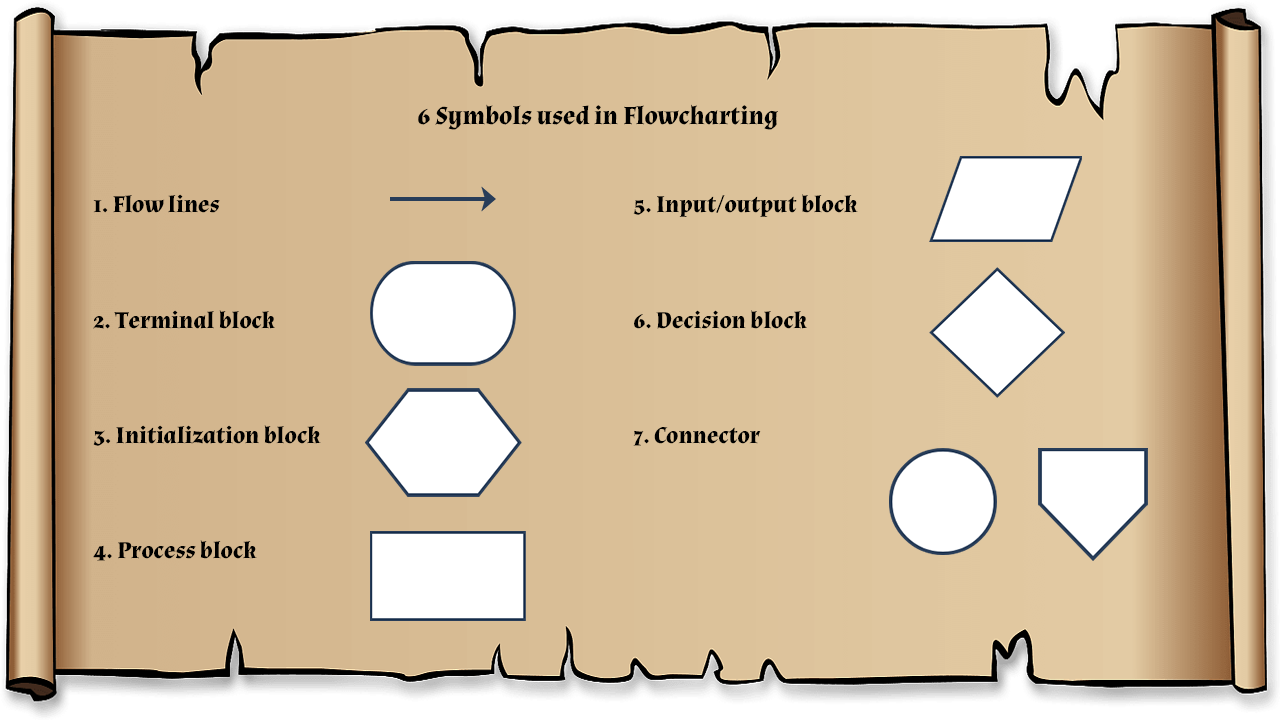 6 Symbols used in Flowcharting
1. Flow lines
2. Terminal block
3. Initialization block
4. Process block
5. Input/output block
6. Decision block
7. Connector